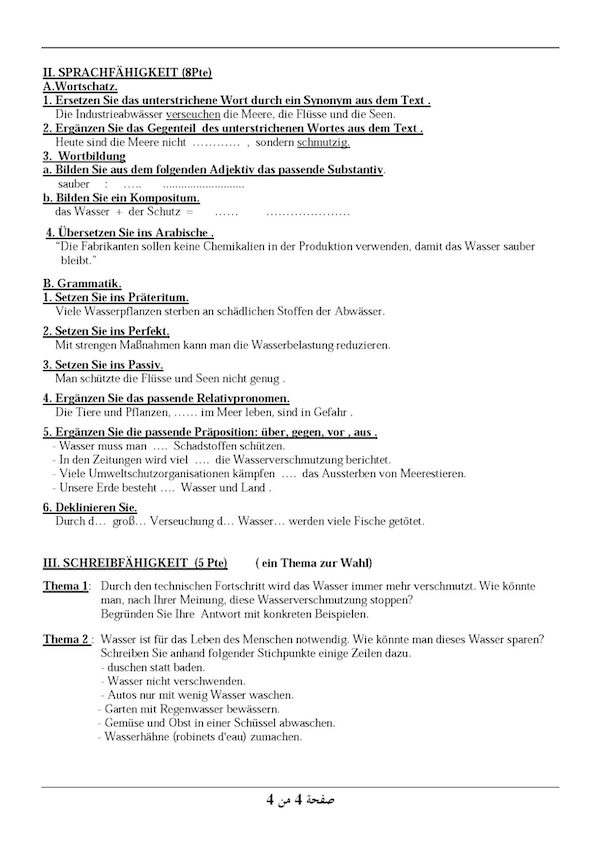 II. SPRACHFÄHIGKEIT (8Pte)
A.Wortschatz.
1. Ersetzen Sie das unterstrichene Wort durch ein Synonym aus dem Text .
Die Industrieabwässer verseuchen die Meere, die Flüsse und die Seen.
2. Ergänzen Sie das Gegenteil des unterstrichenen Wortes aus dem Text .
Heute sind die Meere nicht ………… , sondern schmutzig.
3. Wortbildung
a. Bilden Sie aus dem folgenden Adjektiv das passende Substantiv.
sauber : ….. ...........................
b. Bilden Sie ein Kompositum.
das Wasser + der Schutz = …… …………………
4. Übersetzen Sie ins Arabische .
“Die Fabrikanten sollen keine Chemikalien in der Produktion verwenden, damit das Wasser sauber
bleibt.”
B. Grammatik.
1. Setzen Sie ins Präteritum.
Viele Wasserpflanzen sterben an schädlichen Stoffen der Abwässer.
2. Setzen Sie ins Perfekt.
Mit strengen Maßnahmen kann man die Wasserbelastung reduzieren.
3. Setzen Sie ins Passiv.
Man schützte die Flüsse und Seen nicht genug .
4. Ergänzen Sie das passende Relativpronomen.
Die Tiere und Pflanzen, …… im Meer leben, sind in Gefahr .
5. Ergänzen Sie die passende Präposition: über, gegen, vor , aus .
- Wasser muss man …. Schadstoffen schützen.
- In den Zeitungen wird viel …. die Wasserverschmutzung berichtet.
- Viele Umweltschutzorganisationen kämpfen …. das Aussterben von Meerestieren.
- Unsere Erde besteht …. Wasser und Land .
6. Deklinieren Sie.
Durch d… groß… Verseuchung d… Wasser… werden viele Fische getötet.
III. SCHREIBFÄHIGKEIT (5 Pte) ( ein Thema zur Wahl)
Thema 1: Durch den technischen Fortschritt wird das Wasser immer mehr verschmutzt. Wie könnte
man, nach Ihrer Meinung, diese Wasserverschmutzung stoppen?
Begründen Sie Ihre Antwort mit konkreten Beispielen.
Thema 2 : Wasser ist für das Leben des Menschen notwendig. Wie könnte man dieses Wasser sparen?
Schreiben Sie anhand folgender Stichpunkte einige Zeilen dazu.
- duschen statt baden.
- Wasser nicht verschwenden.
- Autos nur mit wenig Wasser waschen.
- Garten mit Regenwasser bewässern.
- Gemüse und Obst in einer Schüssel abwaschen.
- Wasserhähne (robinets d'eau) zumachen.
صفحة 4 من 4